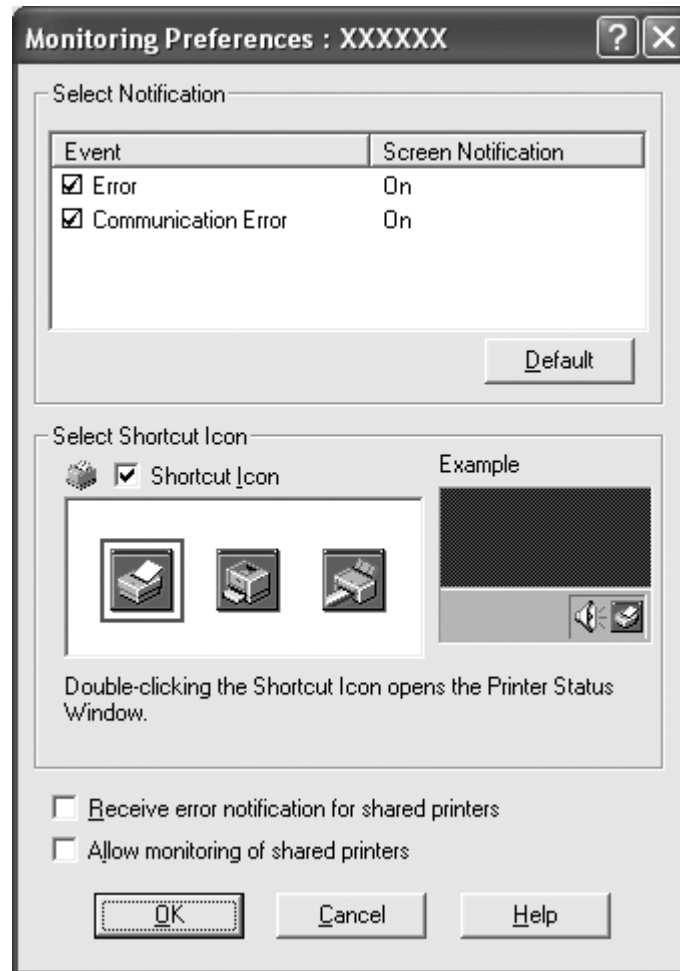 Monitoring Preferences : XXXXXX
Select Notification
Event Screen Notification
Error On
Communication Error On
Default
Select Shortcut Icon
Shortcut Icon
Example
Double-clicking the Shortcut Icon opens the Printer Status
Window.
Receive error notification for shared printers
Allow monitoring of shared printers
OK Cancel Help